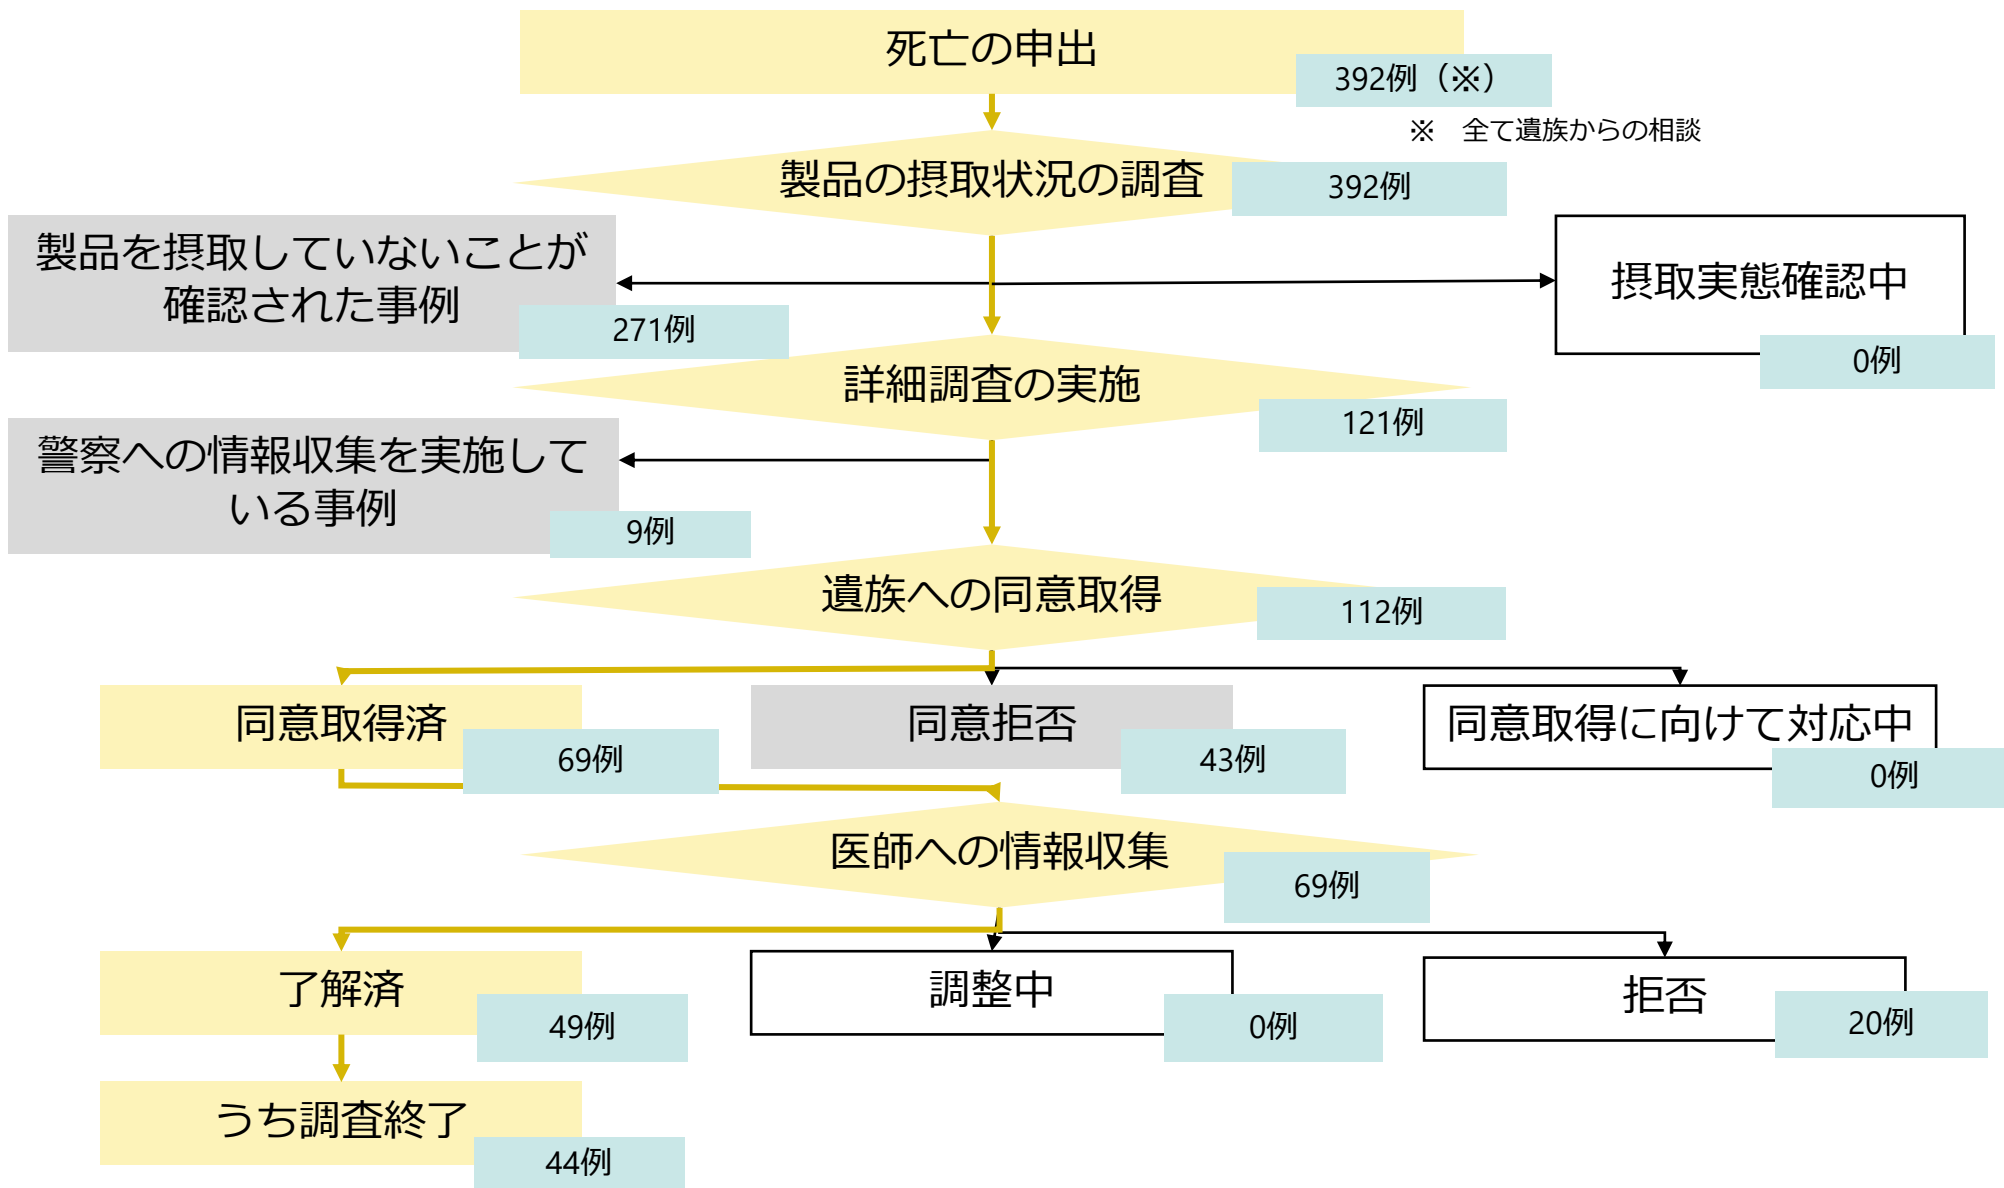 死亡の申出
392例（※）
※　全て遺族からの相談
製品の摂取状況の調査
392例
製品を摂取していないことが
確認された事例
271例
摂取実態確認中
0例
詳細調査の実施
121例
警察への情報収集を実施して
いる事例
9例
遺族への同意取得
112例
同意取得済
69例
同意拒否
43例
同意取得に向けて対応中
0例
医師への情報収集
69例
了解済
49例
調整中
0例
拒否
20例
うち調査終了
44例